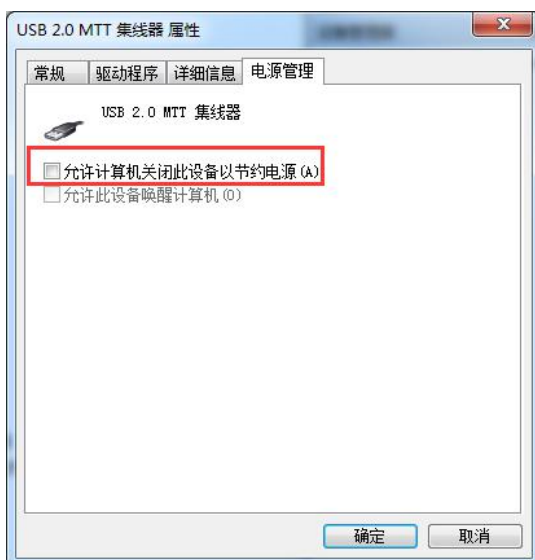 USB 2.0 MTT 集线器 属性
常规 驱动程序 详细信息 电源管理
USB 2.0 MTT 集线器
允许计算机关闭此设备以节约电源(A)
允许此设备唤醒计算机(O)
确定 取消